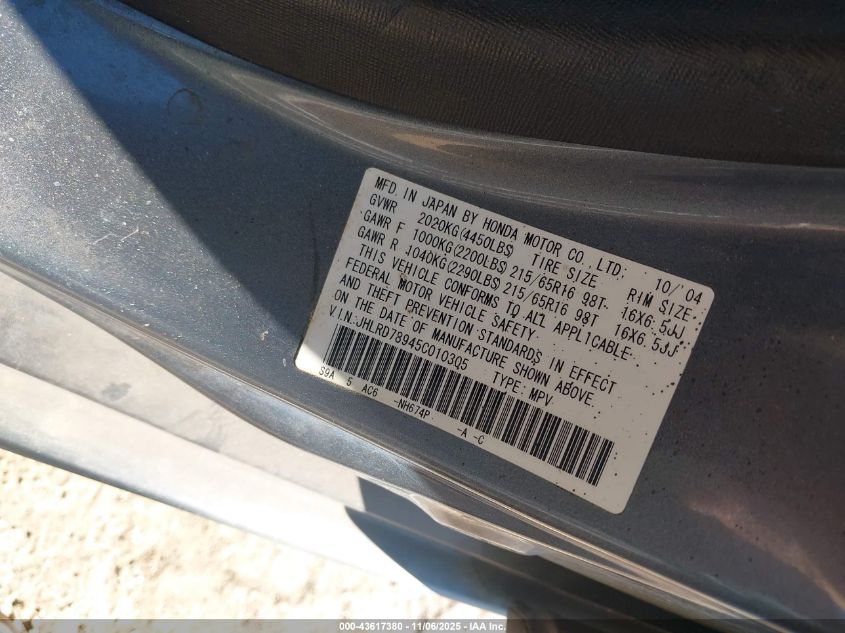 MFD. IN JAPAN BY HONDA MOTOR CO., LTD. 10/'04
GVWR 2020KG(4450LBS) TIRE SIZE RIM SIZE
GAWR F 1000KG(2200LBS) 215/65R16 98T 16X6.5JJ
GAWR R 1040KG(2290LBS) 215/65R16 98T 16X6.5JJ
THIS VEHICLE CONFORMS TO ALL APPLICABLE
FEDERAL MOTOR VEHICLE SAFETY
AND THEFT PREVENTION STANDARDS IN EFFECT
ON THE DATE OF MANUFACTURE SHOWN ABOVE.
V.I.N:JHLRD78945C010305 TYPE:MPV
S9A 5 AC6 -NH674P -A -C
000-43617380 - 11/06/2025 - IAA Inc.